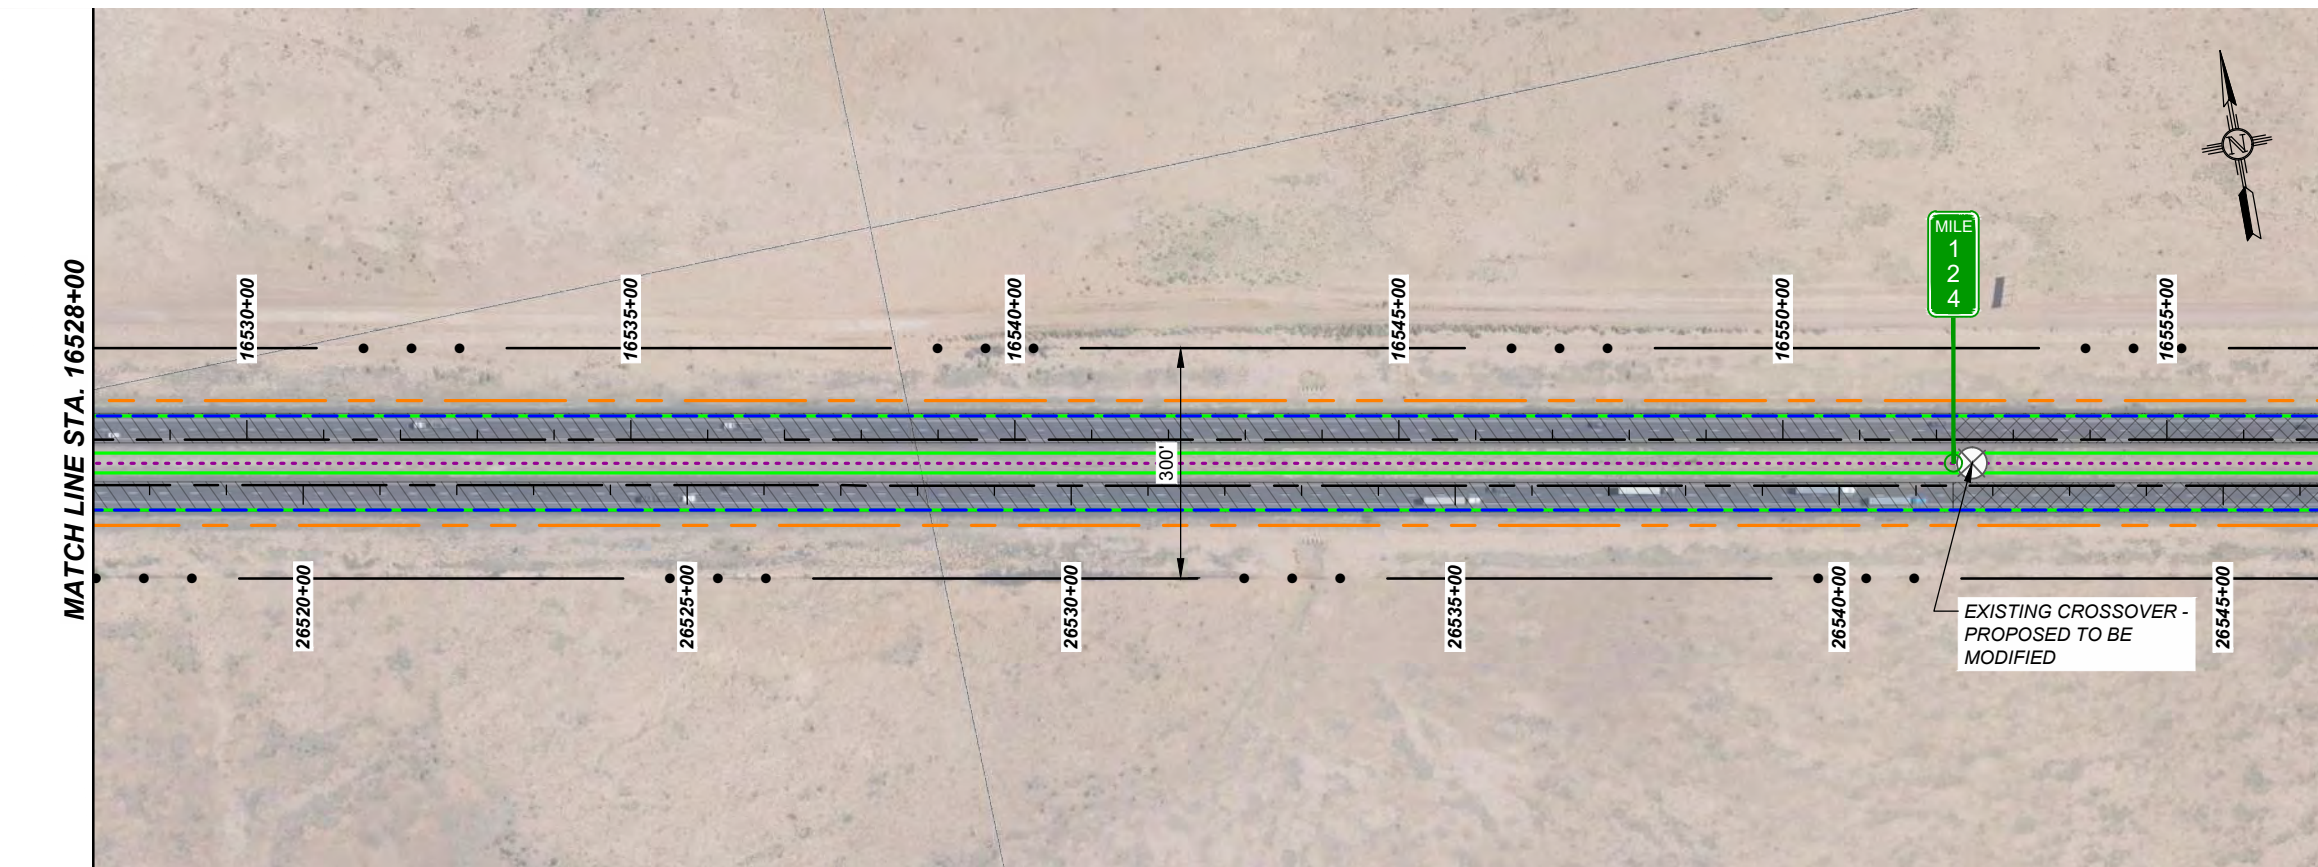 MATCH LINE STA. 16528+00
16530+00
16535+00
16540+00
16545+00
16550+00
16555+00
N
MILE
1
2
4
300'
26520+00
26525+00
26530+00
26535+00
26540+00
26545+00
EXISTING CROSSOVER -
PROPOSED TO BE
MODIFIED